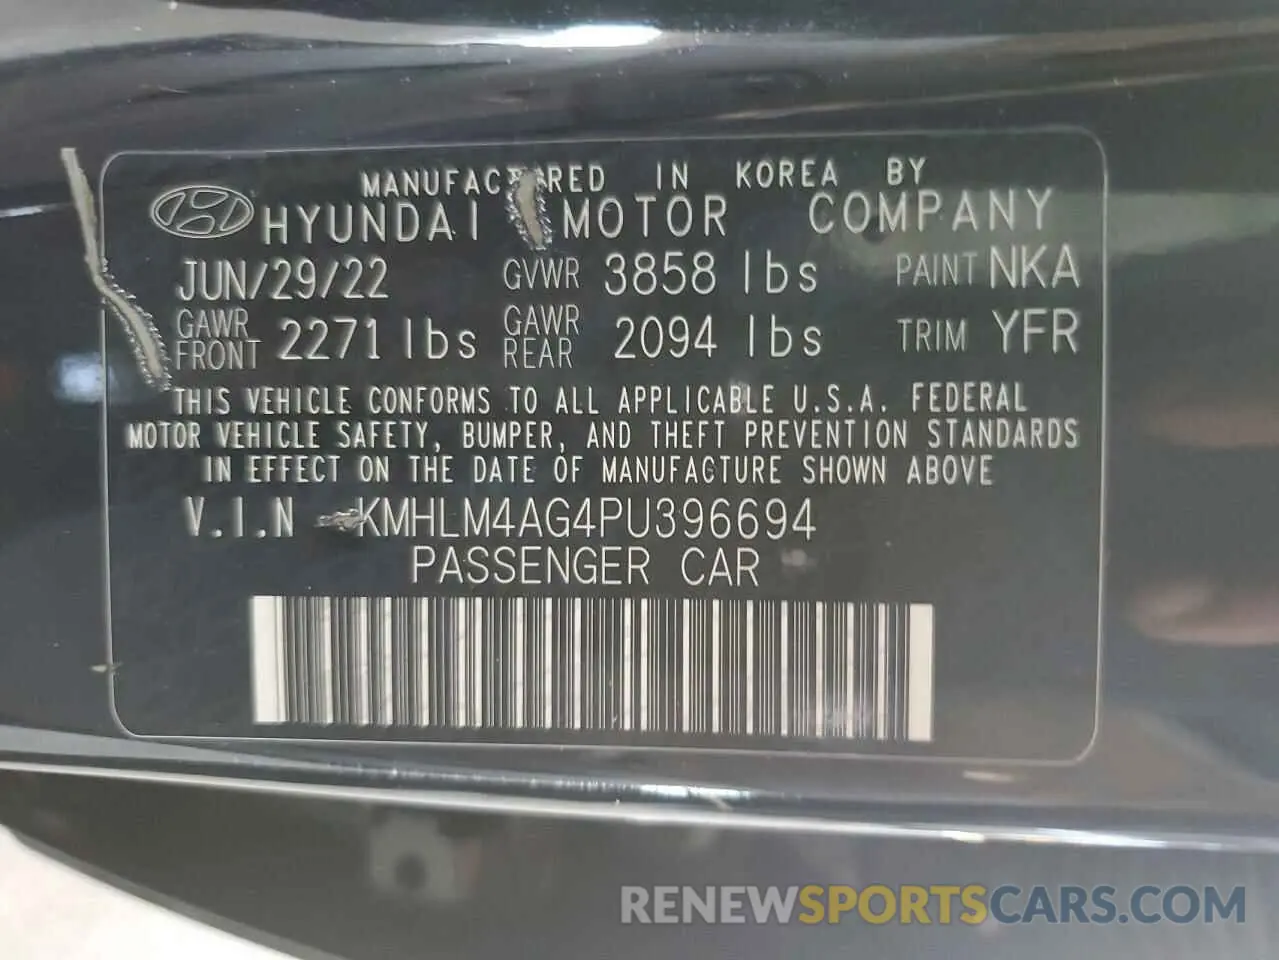 MANUFACTURED IN KOREA BY
HYUNDAI MOTOR COMPANY
JUN/29/22 GVWR 3858 lbs PAINT NKA
GAWR FRONT 2271 lbs GAWR REAR 2094 lbs TRIM YFR
THIS VEHICLE CONFORMS TO ALL APPLICABLE U.S.A. FEDERAL
MOTOR VEHICLE SAFETY, BUMPER, AND THEFT PREVENTION STANDARDS
IN EFFECT ON THE DATE OF MANUFACTURE SHOWN ABOVE
V.I.N KMHLM4AG4PU396694
PASSENGER CAR
RENEWSPORTSCARS.COM